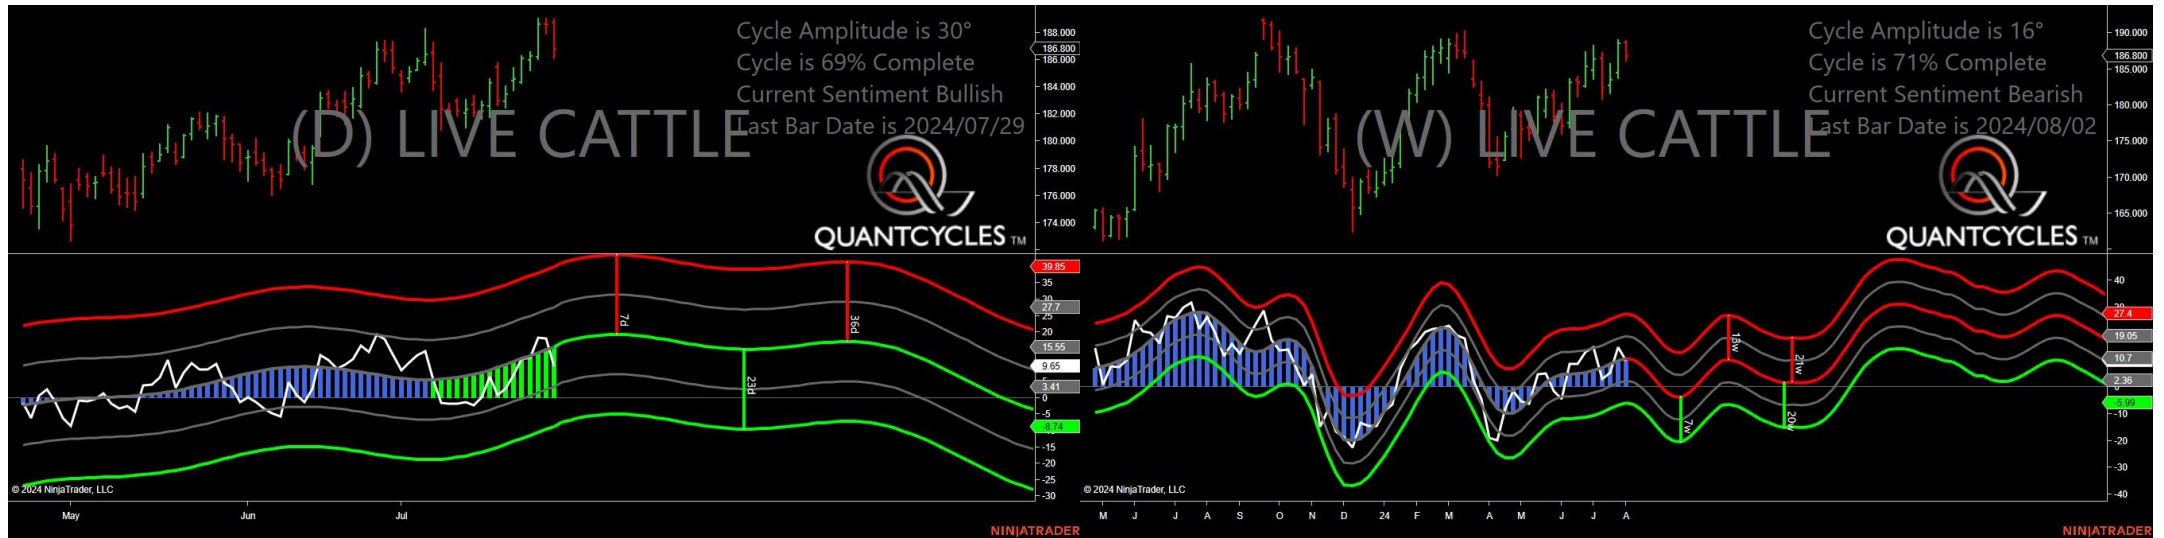 Cycle Amplitude is 30°
Cycle is 69% Complete
Current Sentiment Bullish
Last Bar Date is 2024/07/29
(D) LIVE CATTLE
QUANTCYCLES TM
188.000
186.800
186.000
184.000
182.000
180.000
178.000
176.000
174.000
39.85
35
30
27.7
25
20
15.55
9.65
5
3.41
0
-5
-8.74
-15
-20
-25
-30
7d
36d
23d
© 2024 NinjaTrader, LLC
May Jun Jul
NINJATRADER
Cycle Amplitude is 16°
Cycle is 71% Complete
Current Sentiment Bearish
Last Bar Date is 2024/08/02
(W) LIVE CATTLE
QUANTCYCLES TM
190.000
186.800
185.000
180.000
175.000
170.000
165.000
40
30
27.4
19.05
10.7
2.36
0
-5.99
-10
-20
-30
-40
18w
21w
7w
20w
© 2024 NinjaTrader, LLC
M J J A S O N D 24 F M A M J J A
NINJATRADER